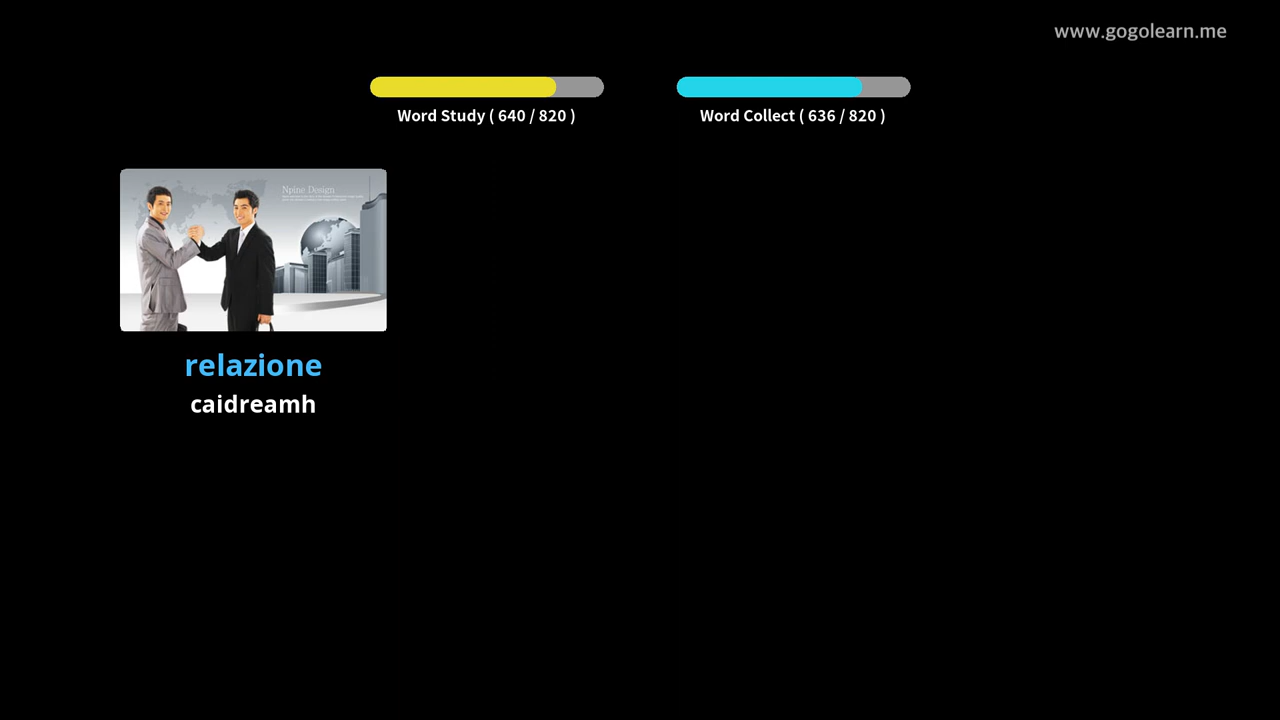 www.gogolearn.me
Word Study ( 640 / 820 )
Word Collect ( 636 / 820 )
Npine Design
relazione
caidreamh